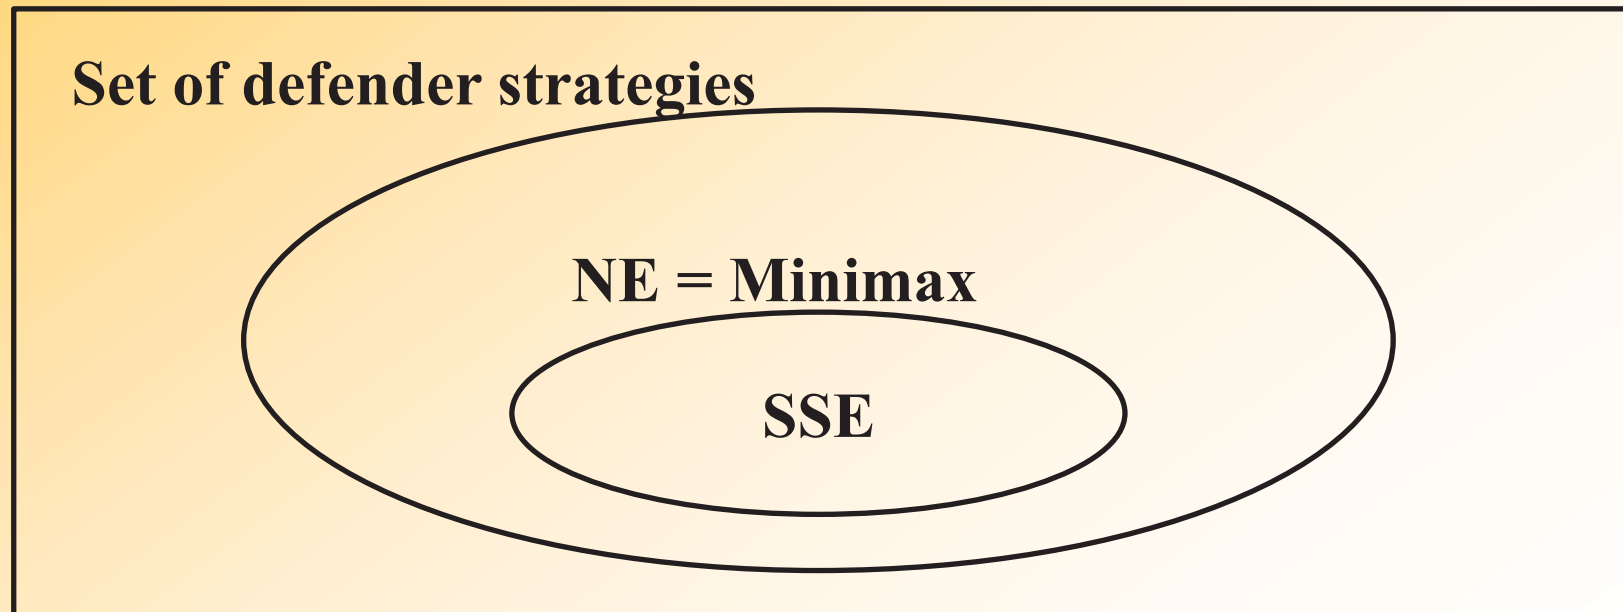 Set of defender strategies
NE = Minimax
SSE